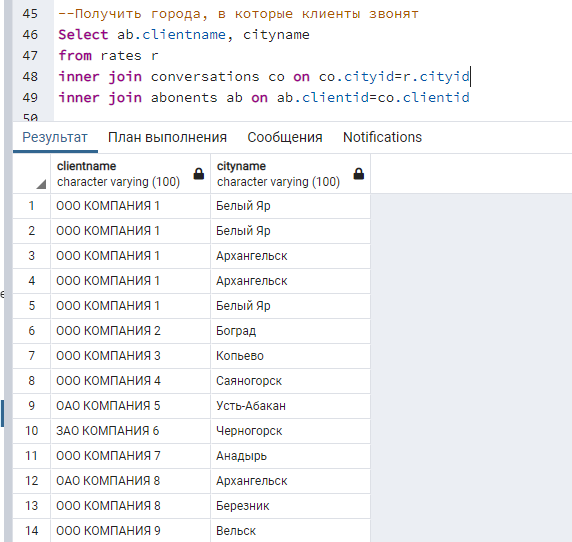 45 --Получить города, в которые клиенты звонят
46 Select ab.clientname, cityname
47 from rates r
48 inner join conversations co on co.cityid=r.cityid
49 inner join abonents ab on ab.clientid=co.clientid
50
Результат План выполнения Сообщения Notifications
clientname cityname
character varying (100) character varying (100)
1 ООО КОМПАНИЯ 1 Белый Яр
2 ООО КОМПАНИЯ 1 Белый Яр
3 ООО КОМПАНИЯ 1 Архангельск
4 ООО КОМПАНИЯ 1 Архангельск
5 ООО КОМПАНИЯ 1 Белый Яр
6 ООО КОМПАНИЯ 2 Боград
7 ООО КОМПАНИЯ 3 Копьево
8 ООО КОМПАНИЯ 4 Саяногорск
9 ОАО КОМПАНИЯ 5 Усть-Абакан
10 ЗАО КОМПАНИЯ 6 Черногорск
11 ООО КОМПАНИЯ 7 Анадырь
12 ОАО КОМПАНИЯ 8 Архангельск
13 ООО КОМПАНИЯ 8 Березник
14 ООО КОМПАНИЯ 9 Вельск